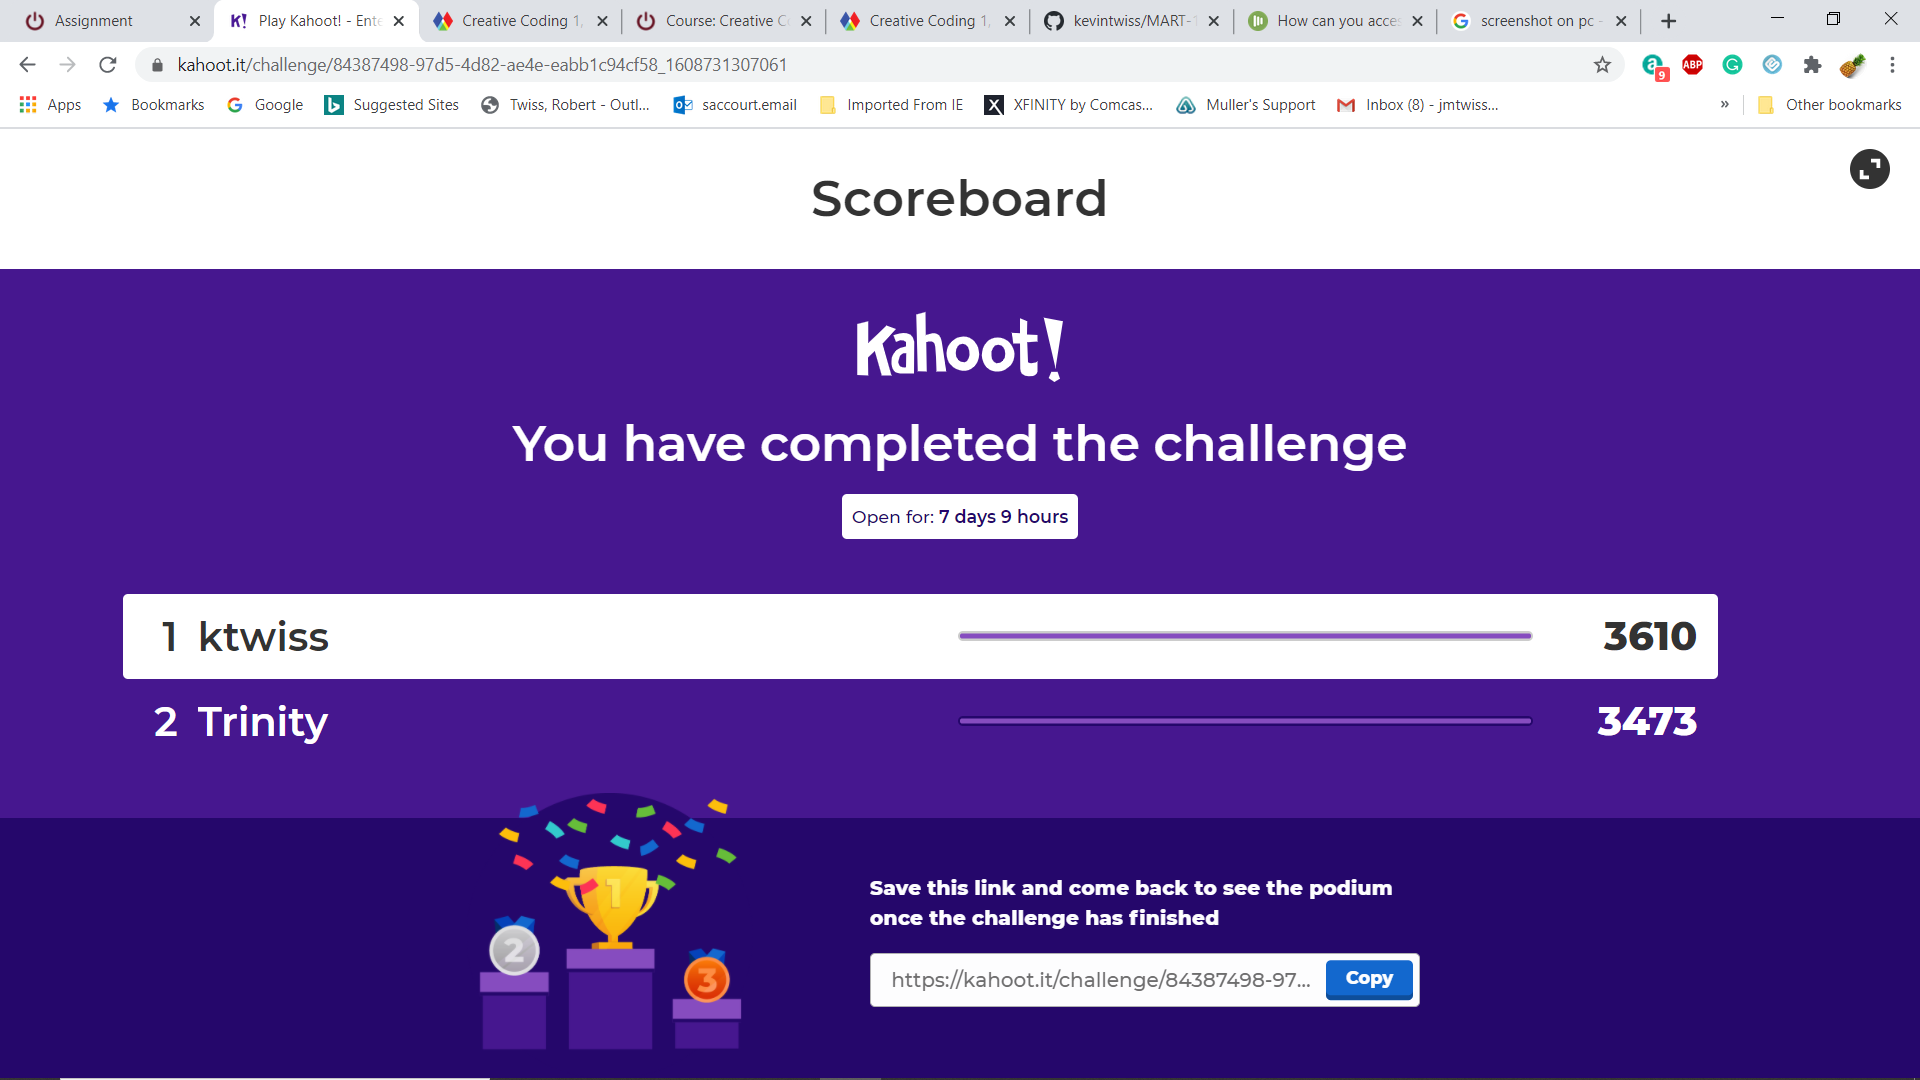 Assignment
Play Kahoot! - Ente
Creative Coding 1,
Course: Creative C
Creative Coding 1,
kevintwiss/MART-1
How can you acces
screenshot on pc -
kahoot.it/challenge/84387498-97d5-4d82-ae4e-eabb1c94cf58_1608731307061
9
ABP
Apps
Bookmarks
Google
Suggested Sites
Twiss, Robert - Outl...
saccourt.email
Imported From IE
XFINITY by Comcas...
Muller's Support
Inbox (8) - jmtwiss...
»
Other bookmarks
Scoreboard
Kahoot!
You have completed the challenge
Open for: 7 days 9 hours
1 ktwiss 3610
2 Trinity 3473
1
2
3
Save this link and come back to see the podium
once the challenge has finished
https://kahoot.it/challenge/84387498-97...
Copy